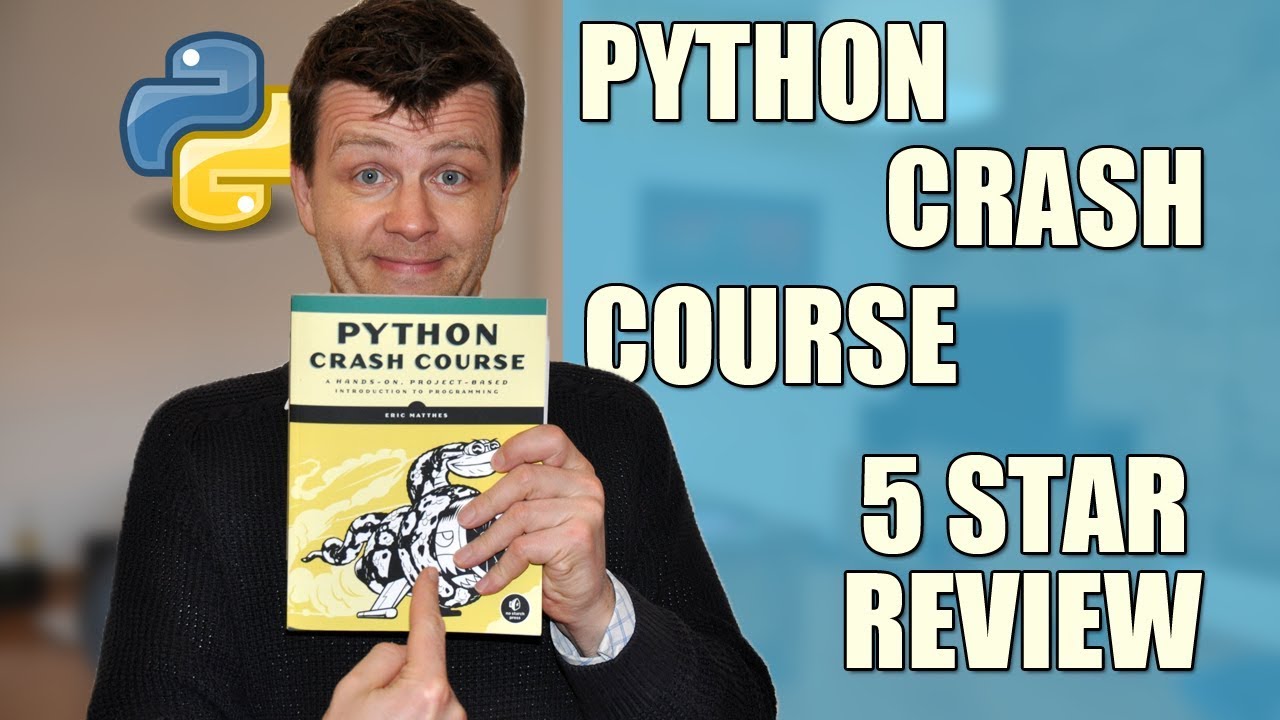 PYTHON
CRASH
COURSE
5 STAR
REVIEW
PYTHON
CRASH COURSE
A HANDS-ON, PROJECT-BASED
INTRODUCTION TO PROGRAMMING
ERIC MATTHES
no starch
press